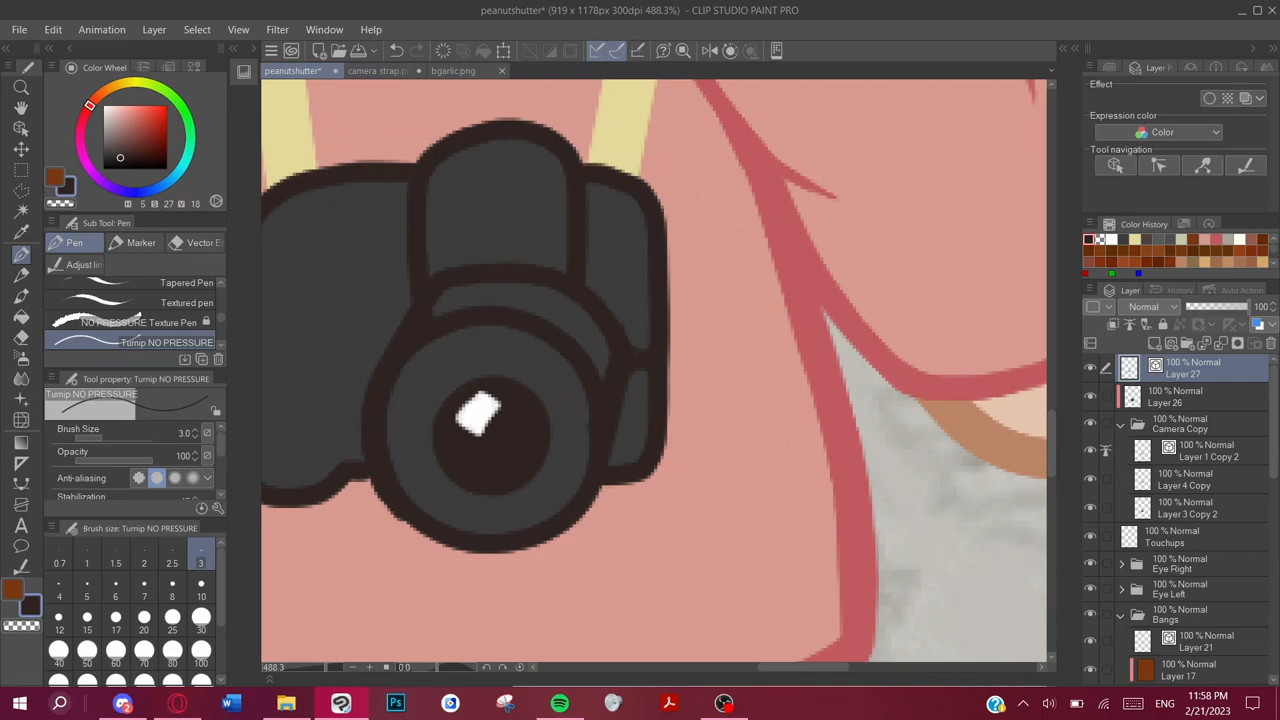 peanutshutter* (919 x 1178px 300dpi 488.3%) - CLIP STUDIO PAINT PRO
File Edit Animation Layer Select View Filter Window Help
peanutshutter* camera strap.p bgarlic.png
Color Wheel
H 5 S 27 V 18
Sub Tool: Pen
Pen Marker Vector E
Adjust lin
Tapered Pen
Textured pen
NO PRESSURE Texture Pen
Turnip NO PRESSURE
Tool property: Turnip NO PRESSURE
Turnip NO PRESSURE
Brush Size 3.0
Opacity 100
Anti-aliasing
Stabilization
Brush size: Turnip NO PRESSURE
0.7 1 1.5 2 2.5 3
4 5 6 7 8 10
12 15 17 20 25 30
40 50 60 70 80 100
488.3 0.0
Layer P
Effect
Expression color
Color
Tool navigation
Color History
Layer History Auto Action
Normal 100
100 % Normal
Layer 27
100 % Normal
Layer 26
100 % Normal
Camera Copy
100 % Normal
Layer 1 Copy 2
100 % Normal
Layer 4 Copy
100 % Normal
Layer 3 Copy 2
100 % Normal
Touchups
100 % Normal
Eye Right
100 % Normal
Eye Left
100 % Normal
Bangs
100 % Normal
Layer 21
100 % Normal
Layer 17
11:58 PM
2/21/2023